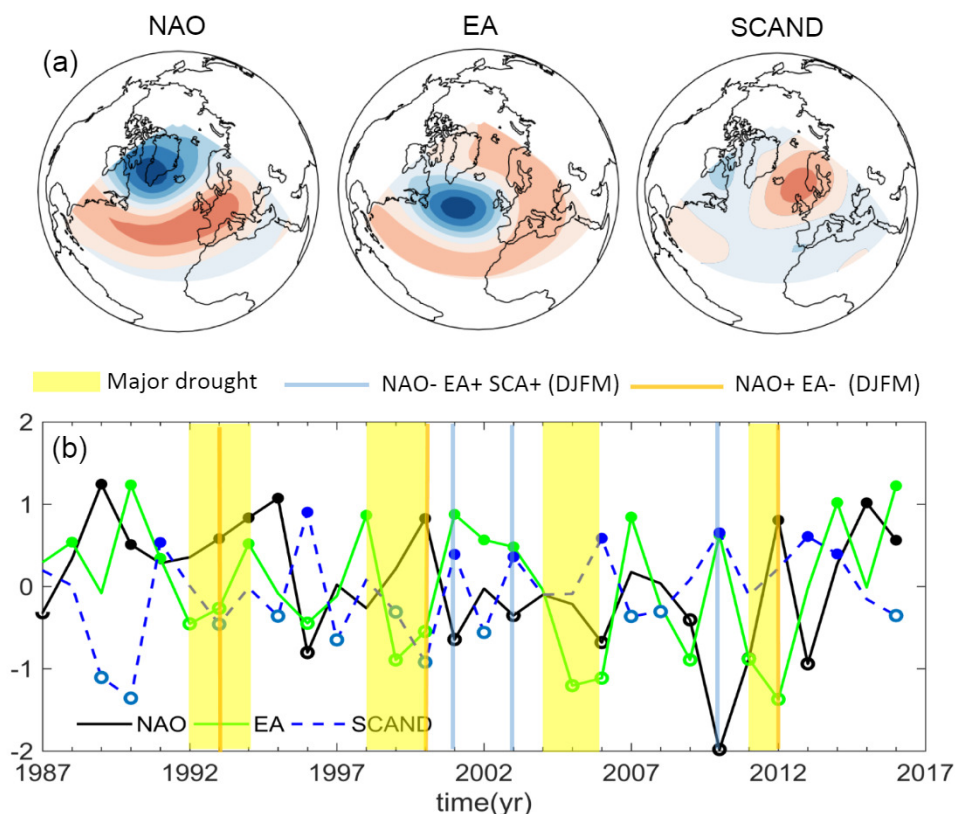 NAO EA SCAND
(a)
Major drought NAO- EA+ SCA+ (DJFM) NAO+ EA- (DJFM)
2
(b)
1
0
-1
NAO EA SCAND
-2
1987 1992 1997 2002 2007 2012 2017
time(yr)